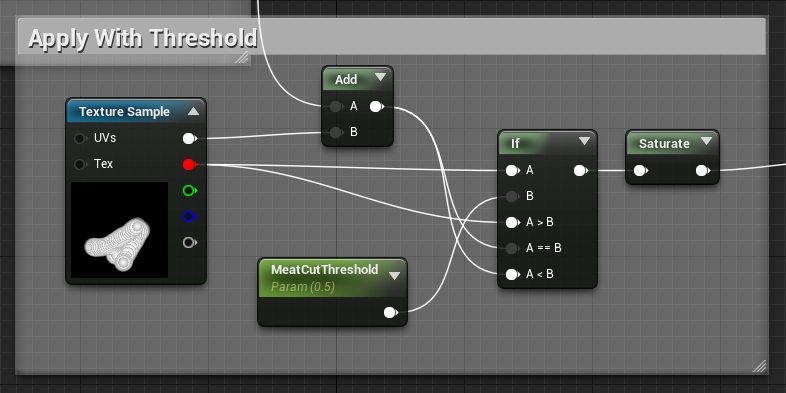 Apply With Threshold
Add
A
B
Texture Sample
UVs
Tex
If
A
B
A > B
A == B
A < B
Saturate
MeatCutThreshold
Param (0.5)